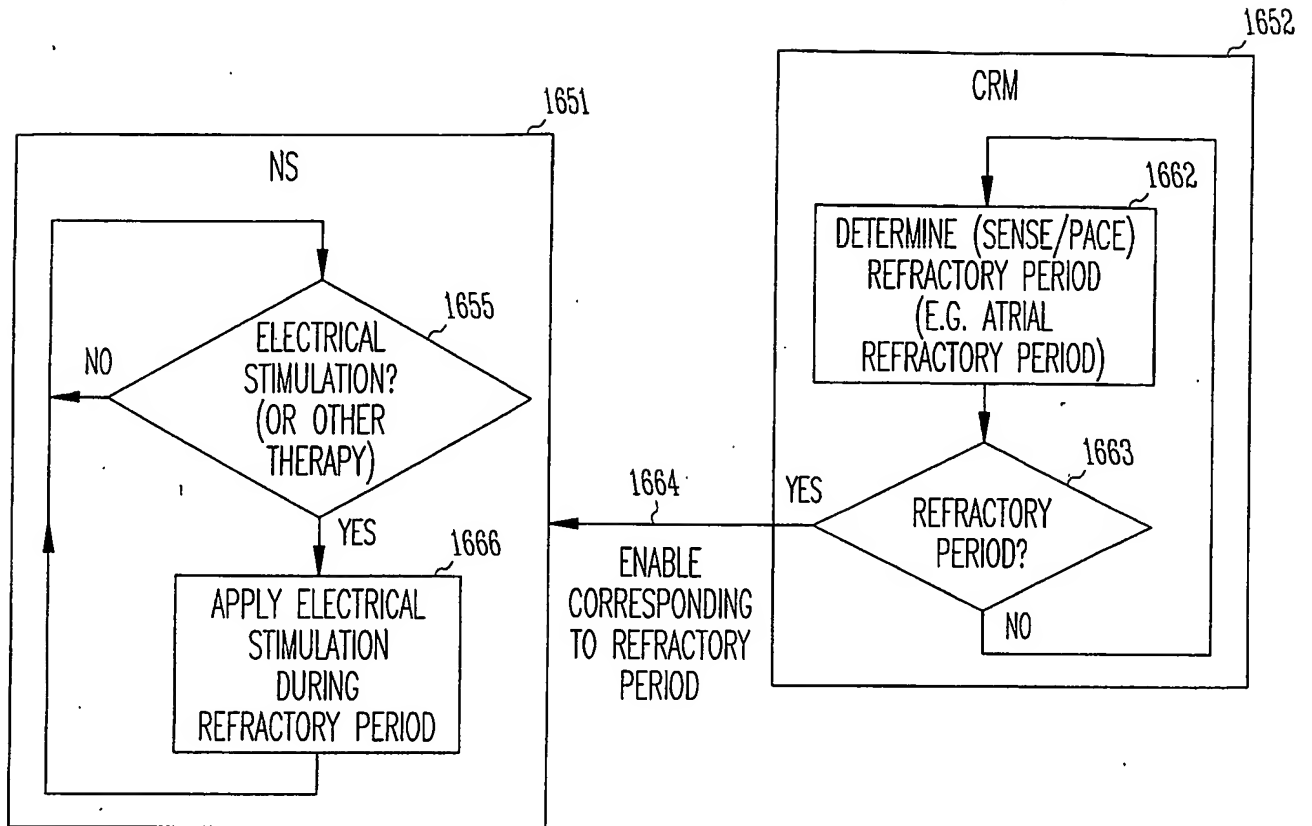 1651
NS
1655
ELECTRICAL
STIMULATION?
(OR OTHER
THERAPY)
NO
YES
1666
APPLY ELECTRICAL
STIMULATION
DURING
REFRACTORY PERIOD
1664
ENABLE
CORRESPONDING
TO REFRACTORY
PERIOD
1652
CRM
1662
DETERMINE (SENSE/PACE)
REFRACTORY PERIOD
(E.G. ATRIAL
REFRACTORY PERIOD)
1663
YES
REFRACTORY
PERIOD?
NO